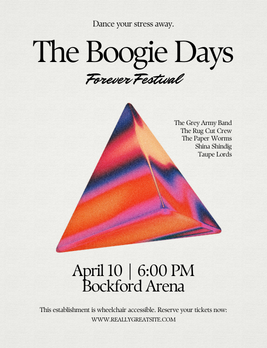 Dance your stress away.
The Boogie Days
Forever Festival
The Grey Army Band
The Rug Cut Crew
The Paper Worms
Shina Shindig
Taupe Lords
April 10 | 6:00 PM
Bockford Arena
This establishment is wheelchair accessible. Reserve your tickets now:
WWW.REALLYGREATSITE.COM